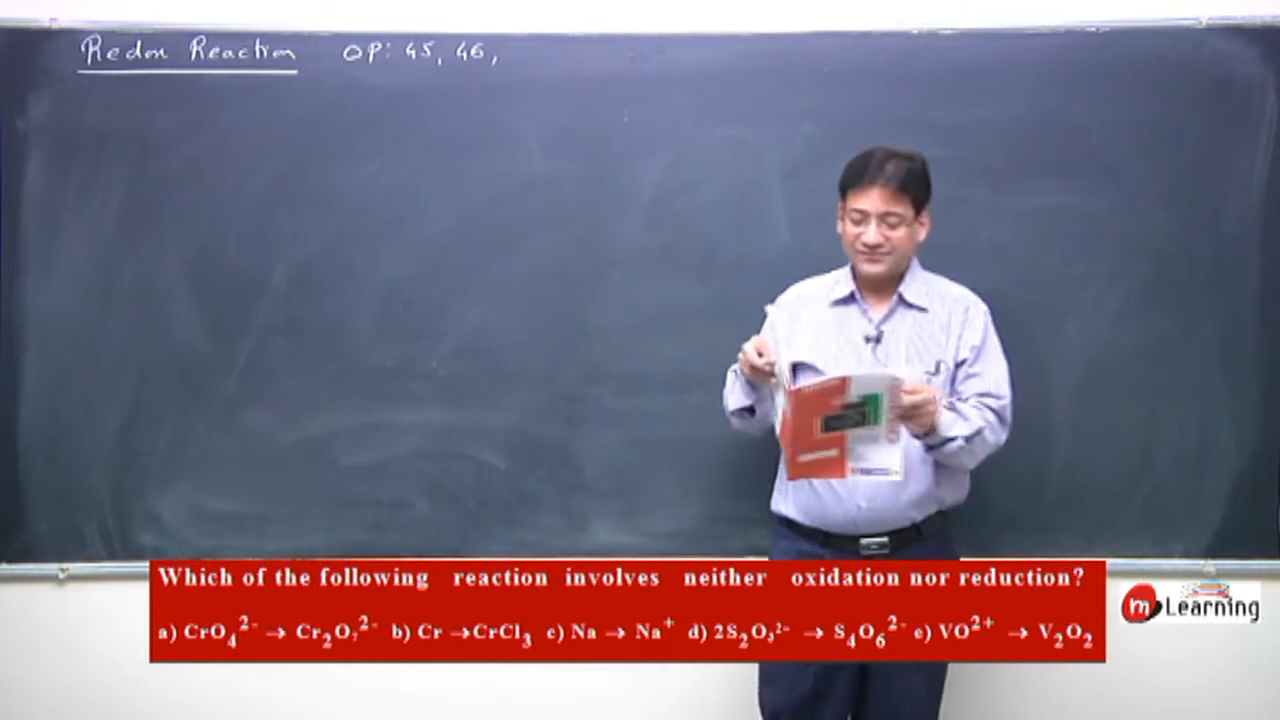 Redox Reaction OP: 45, 46,
Which of the following reaction involves neither oxidation nor reduction?
a) CrO₄²⁻ → Cr₂O₇²⁻ b) Cr →CrCl₃ c) Na → Na⁺ d) 2S₂O₃²⁻ → S₄O₆²⁻ e) VO²⁺ → V₂O₂
m Learning